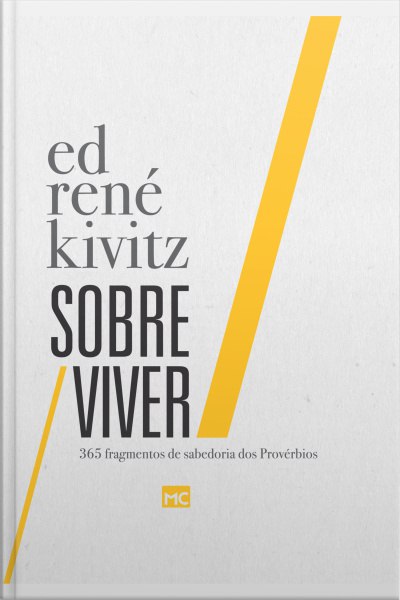 ed
rené
kivitz
SOBRE
VIVER
365 fragmentos de sabedoria dos Provérbios
MC